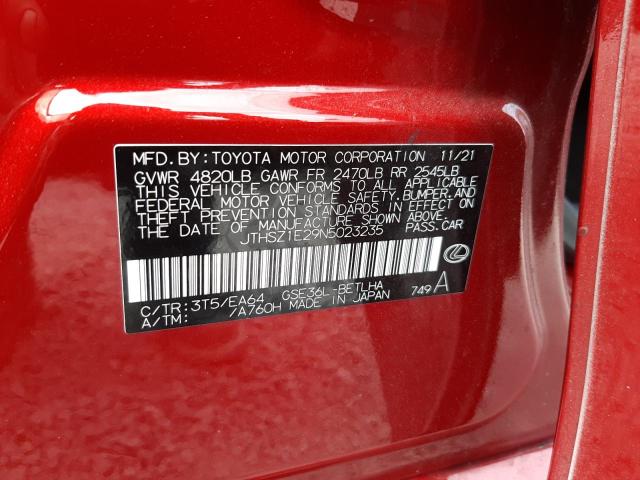 MFD.BY:TOYOTA MOTOR CORPORATION 11/21
GVWR 4820LB GAWR FR 2470LB RR 2545LB
THIS VEHICLE CONFORMS TO ALL APPLICABLE
FEDERAL MOTOR VEHICLE SAFETY,BUMPER,AND
THEFT PREVENTION STANDARDS IN EFFECT ON
THE DATE OF MANUFACTURE SHOWN ABOVE.
JTHSZ1E29N5023235 PASS.CAR
C/TR:3T5/EA64 GSE36L-BETLHA 749A
A/TM: /A760H MADE IN JAPAN